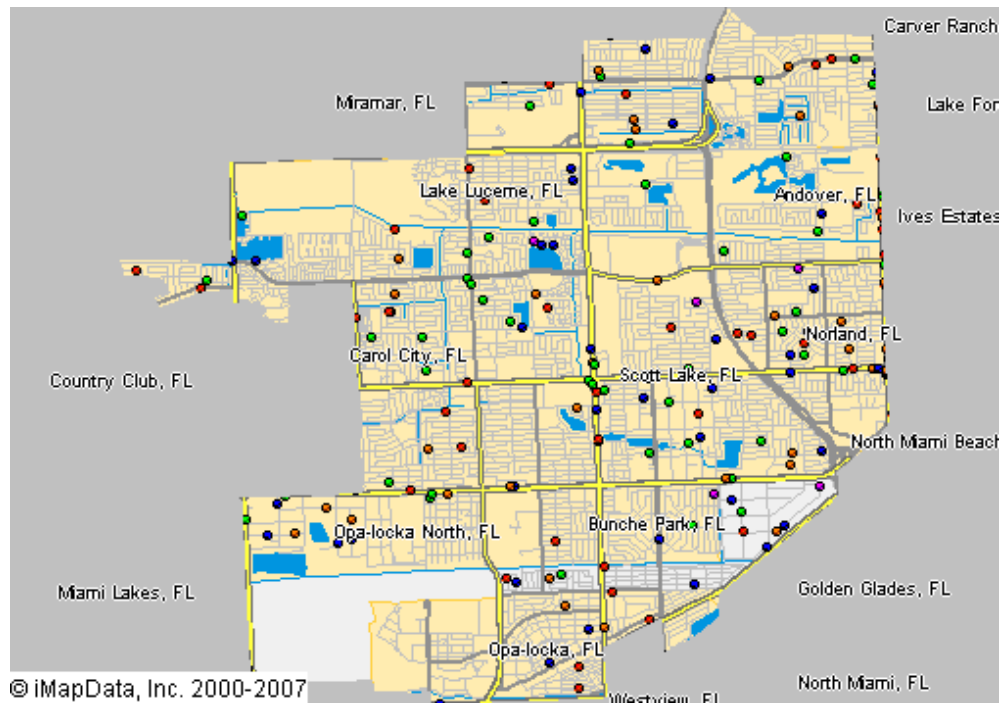 Carver Ranch
Miramar, FL
Lake For
Lake Lucerne, FL
Andover, FL
Ives Estates
Norland, FL
Carol City, FL
Country Club, FL
Scott Lake, FL
North Miami Beach
Opa-locka North, FL
Bunche Park, FL
Miami Lakes, FL
Golden Glades, FL
Opa-locka, FL
North Miami, FL
© iMapData, Inc. 2000-2007
Westview, FL